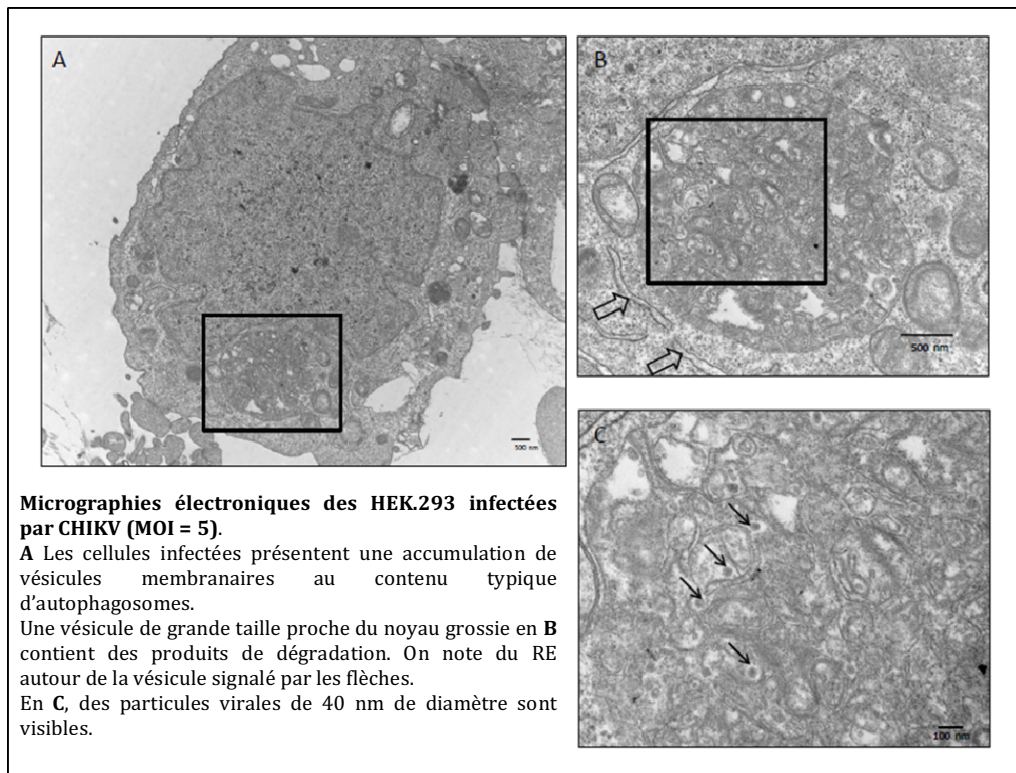 A
B
500 nm
500 nm
C
100 nm
Micrographies électroniques des HEK.293 infectées
par CHIKV (MOI = 5).
A Les cellules infectées présentent une accumulation de
vésicules membranaires au contenu typique
d'autophagosomes.
Une vésicule de grande taille proche du noyau grossie en B
contient des produits de dégradation. On note du RE
autour de la vésicule signalé par les flèches.
En C, des particules virales de 40 nm de diamètre sont
visibles.